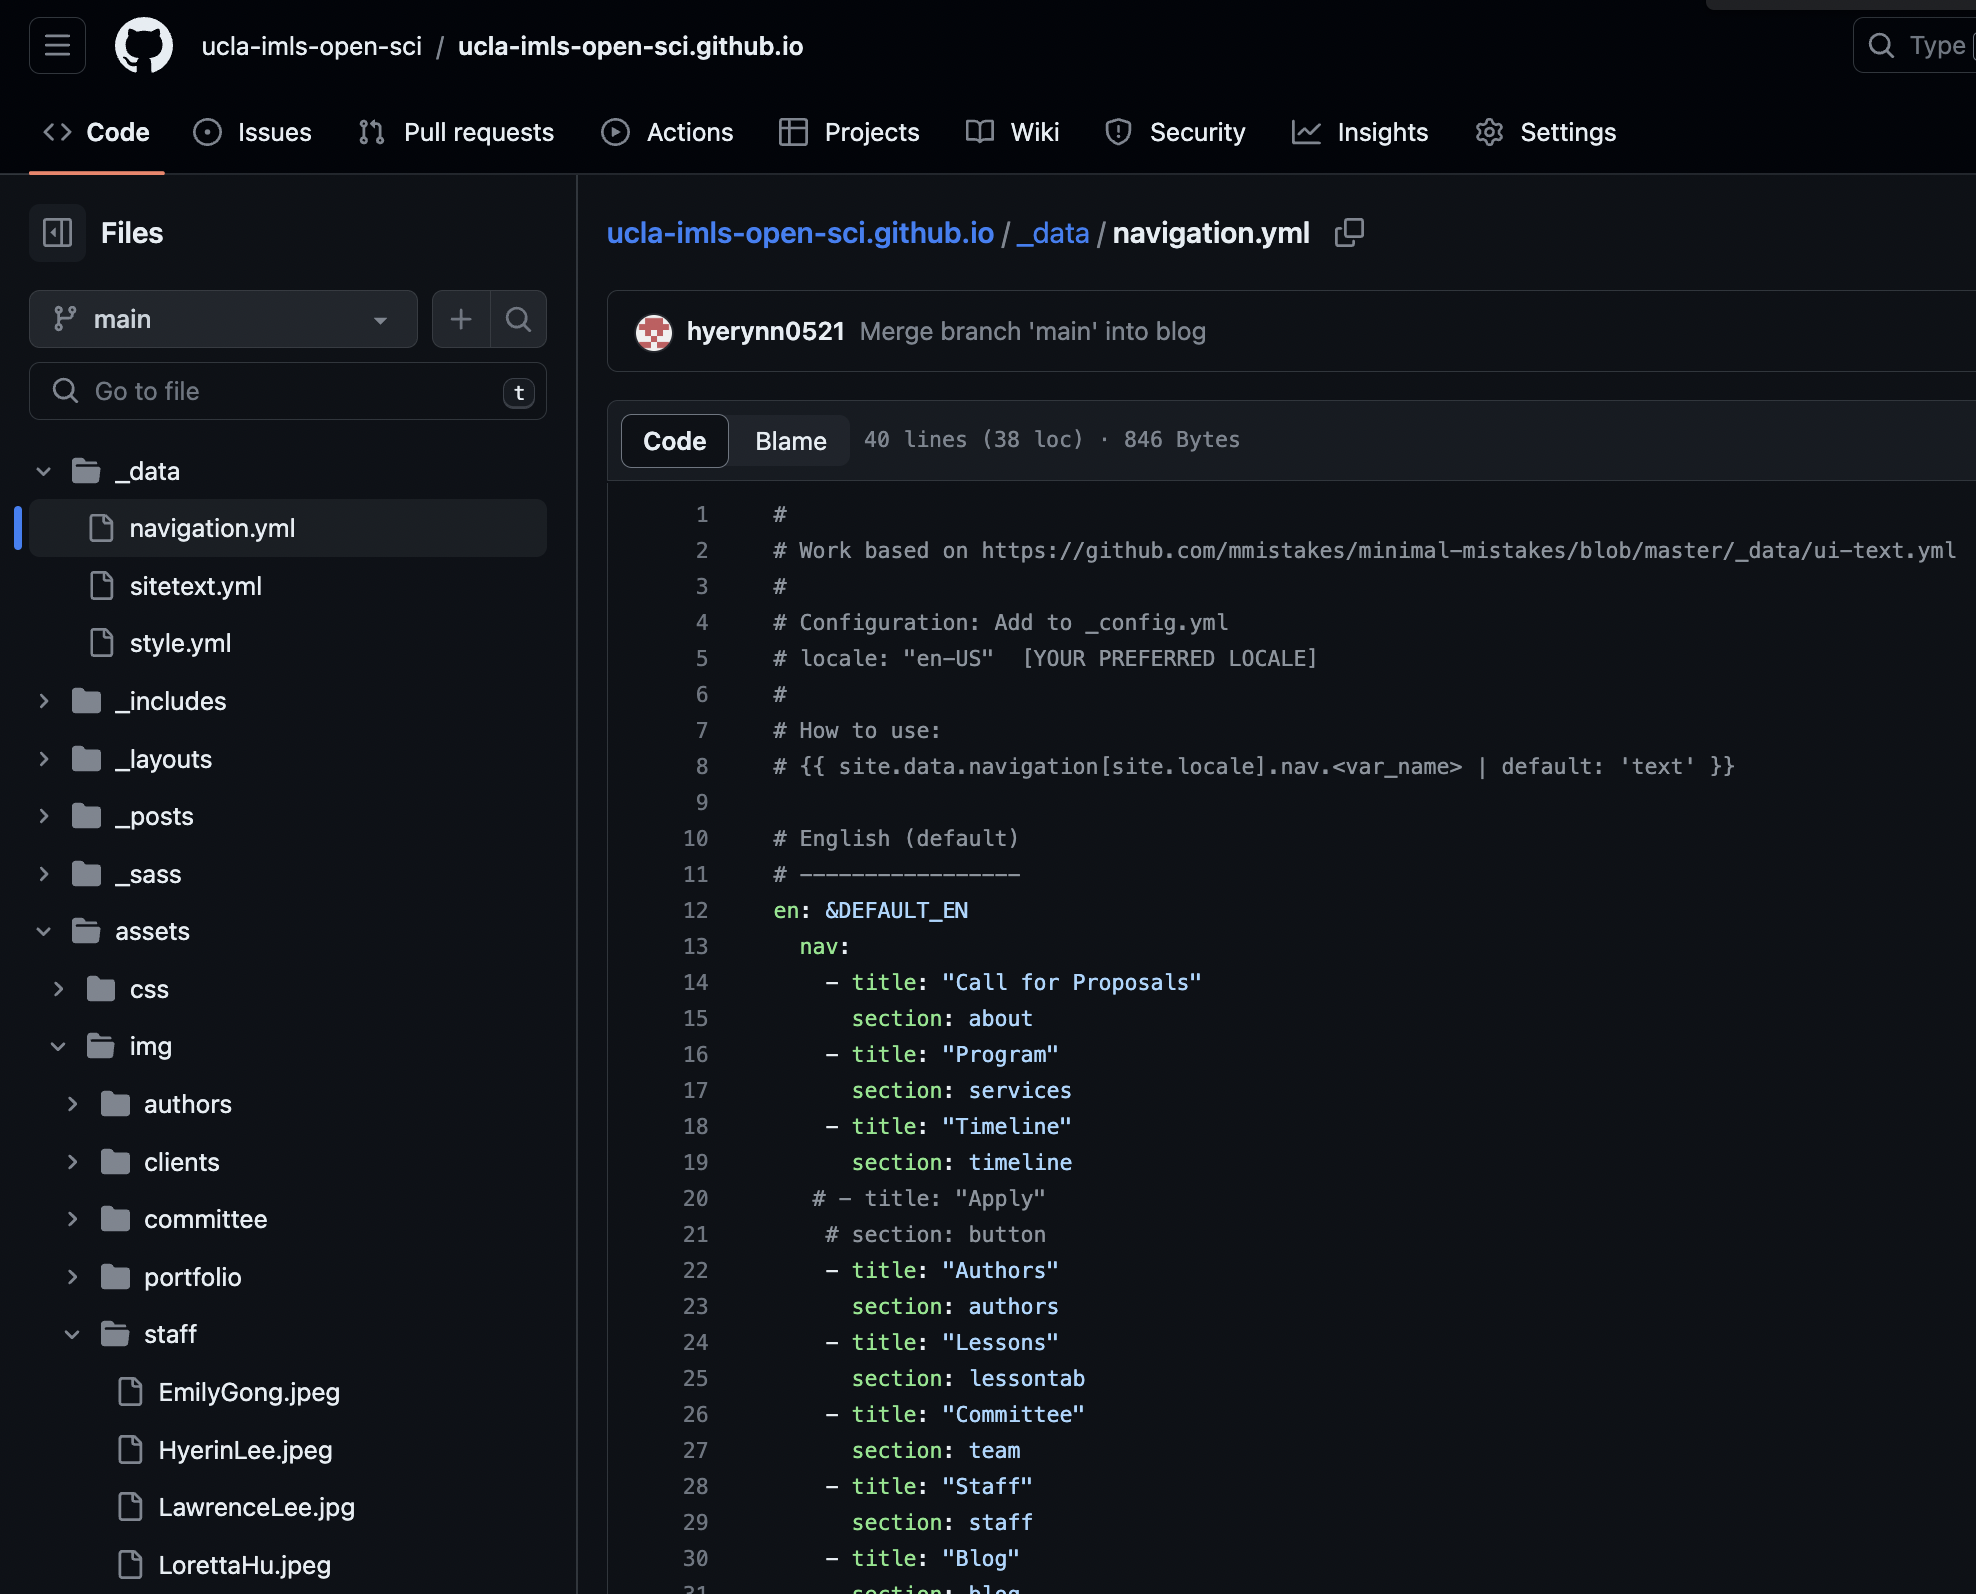 ucla-imls-open-sci / ucla-imls-open-sci.github.io
Type
Code Issues Pull requests Actions Projects Wiki Security Insights Settings
Files
main
Go to file t
_data
navigation.yml
sitetext.yml
style.yml
_includes
_layouts
_posts
_sass
assets
css
img
authors
clients
committee
portfolio
staff
EmilyGong.jpeg
HyerinLee.jpeg
LawrenceLee.jpg
LorettaHu.jpeg
ucla-imls-open-sci.github.io / _data / navigation.yml
hyerynn0521 Merge branch 'main' into blog
Code Blame 40 lines (38 loc) · 846 Bytes
1 #
2 # Work based on https://github.com/mmistakes/minimal-mistakes/blob/master/_data/ui-text.yml
3 #
4 # Configuration: Add to _config.yml
5 # locale: "en-US"  [YOUR PREFERRED LOCALE]
6 #
7 # How to use:
8 # {{ site.data.navigation[site.locale].nav.<var_name> | default: 'text' }}
9
10 # English (default)
11 # -----------------
12 en: &DEFAULT_EN
13   nav:
14     - title: "Call for Proposals"
15       section: about
16     - title: "Program"
17       section: services
18     - title: "Timeline"
19       section: timeline
20    # - title: "Apply"
21     # section: button
22     - title: "Authors"
23       section: authors
24     - title: "Lessons"
25       section: lessontab
26     - title: "Committee"
27       section: team
28     - title: "Staff"
29       section: staff
30     - title: "Blog"
31       section: blog